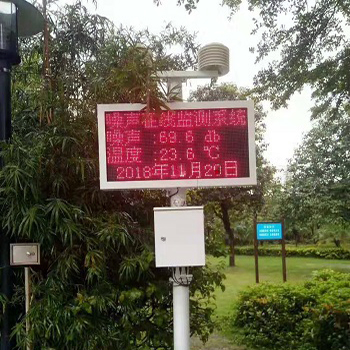 噪声在线监测系统
噪声:69.6 db
温度:23.6 ℃
2018年11月20日